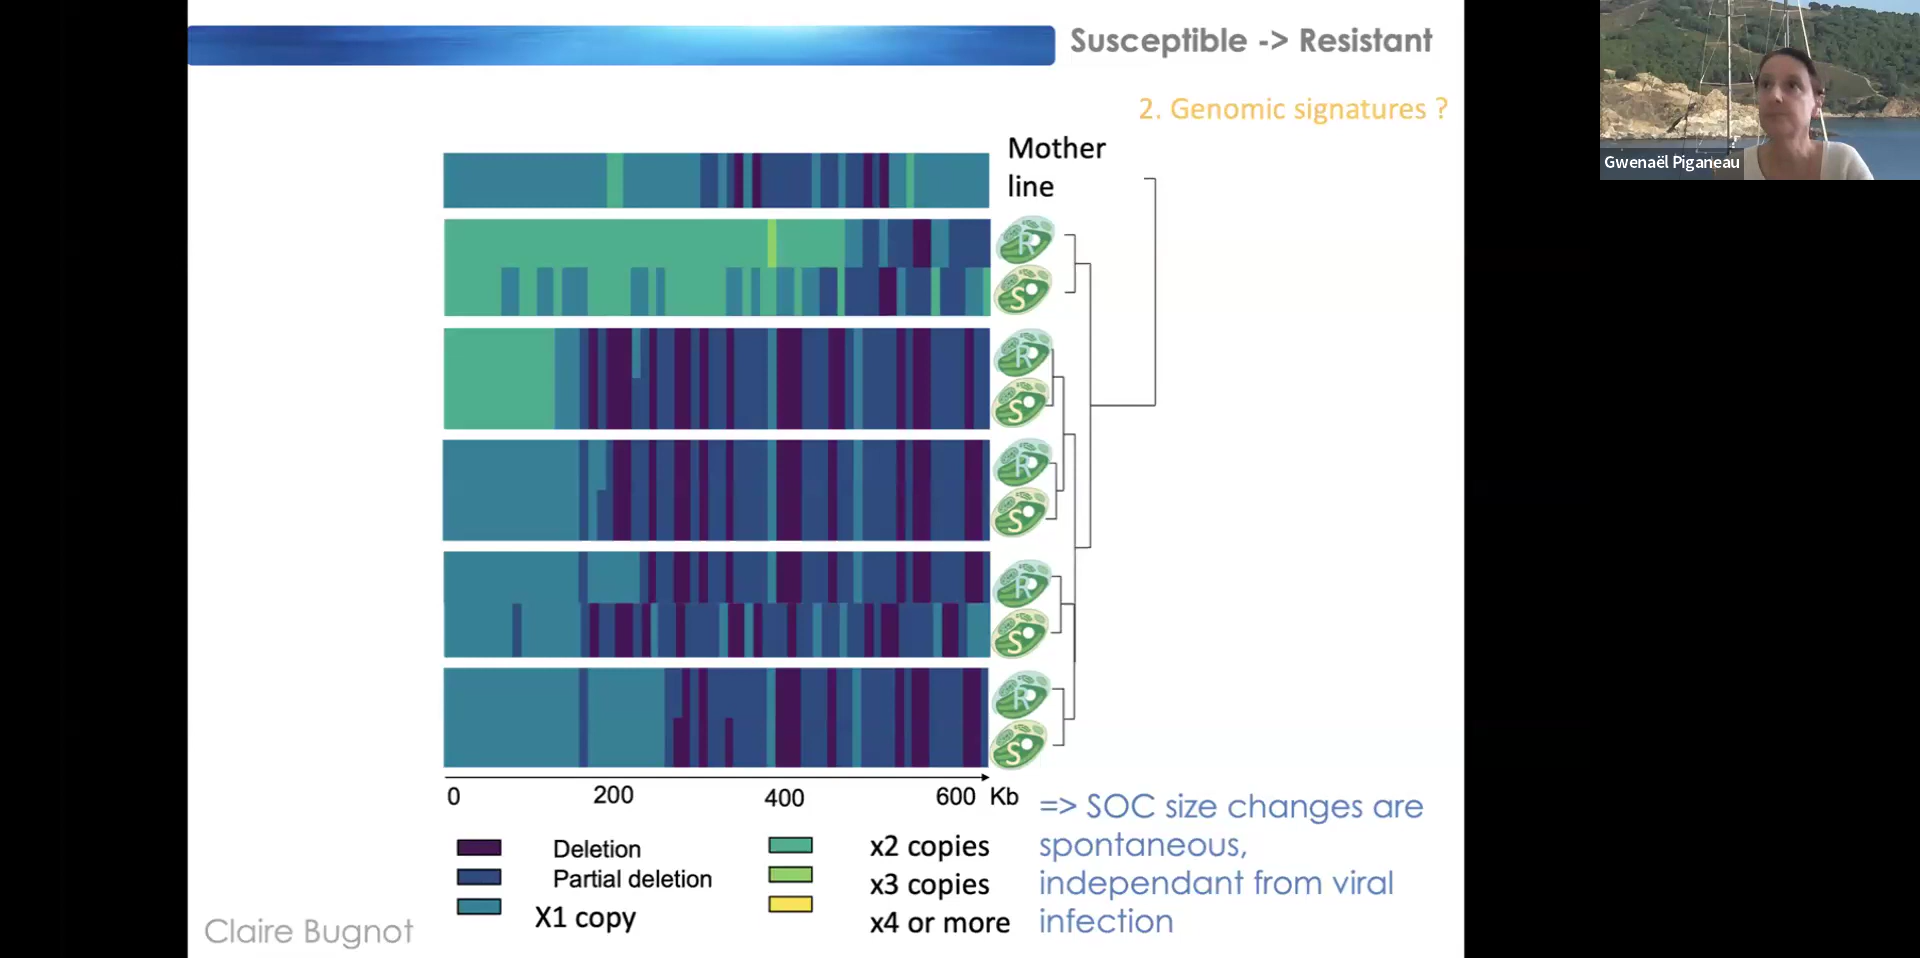 Susceptible -> Resistant
2. Genomic signatures ?
Gwenaël Piganeau
Mother
line
R
S
R
S
R
S
R
S
R
S
0 200 400 600 Kb
=> SOC size changes are
spontaneous,
independant from viral
infection
Deletion
Partial deletion
X1 copy
x2 copies
x3 copies
x4 or more
Claire Bugnot